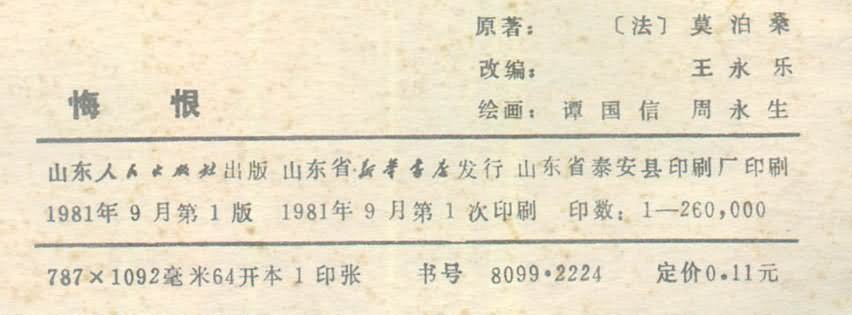 原著：〔法〕莫泊桑
改编：王永乐
悔恨
绘画：谭国信 周永生
山东人民出版社出版 山东省新华书店发行 山东省泰安县印刷厂印刷
1981年9月第1版 1981年9月第1次印刷 印数：1—260,000
787×1092毫米64开本1印张 书号 8099·2224 定价0.11元